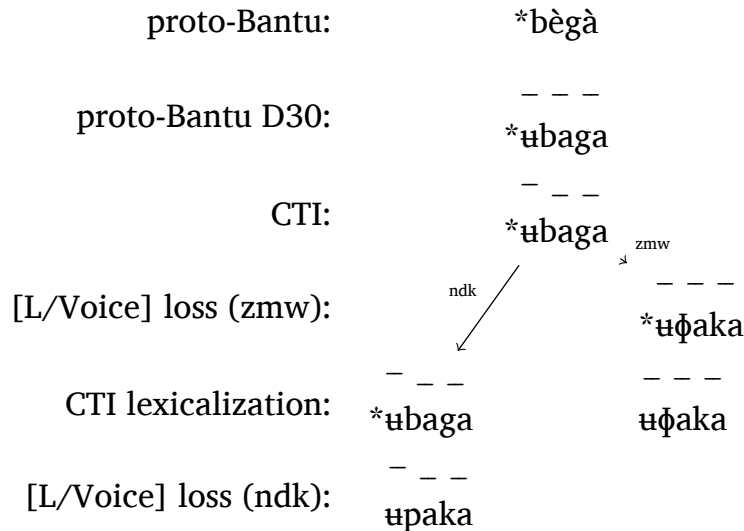 proto-Bantu: *bègà
– – –
proto-Bantu D30: *ʉbaga
– – –
CTI: *ʉbaga
zmw
ndk
– – –
[L/Voice] loss (zmw): *ʉɸaka
– – – – – –
CTI lexicalization: *ʉbaga ʉɸaka
– – –
[L/Voice] loss (ndk): ʉpaka